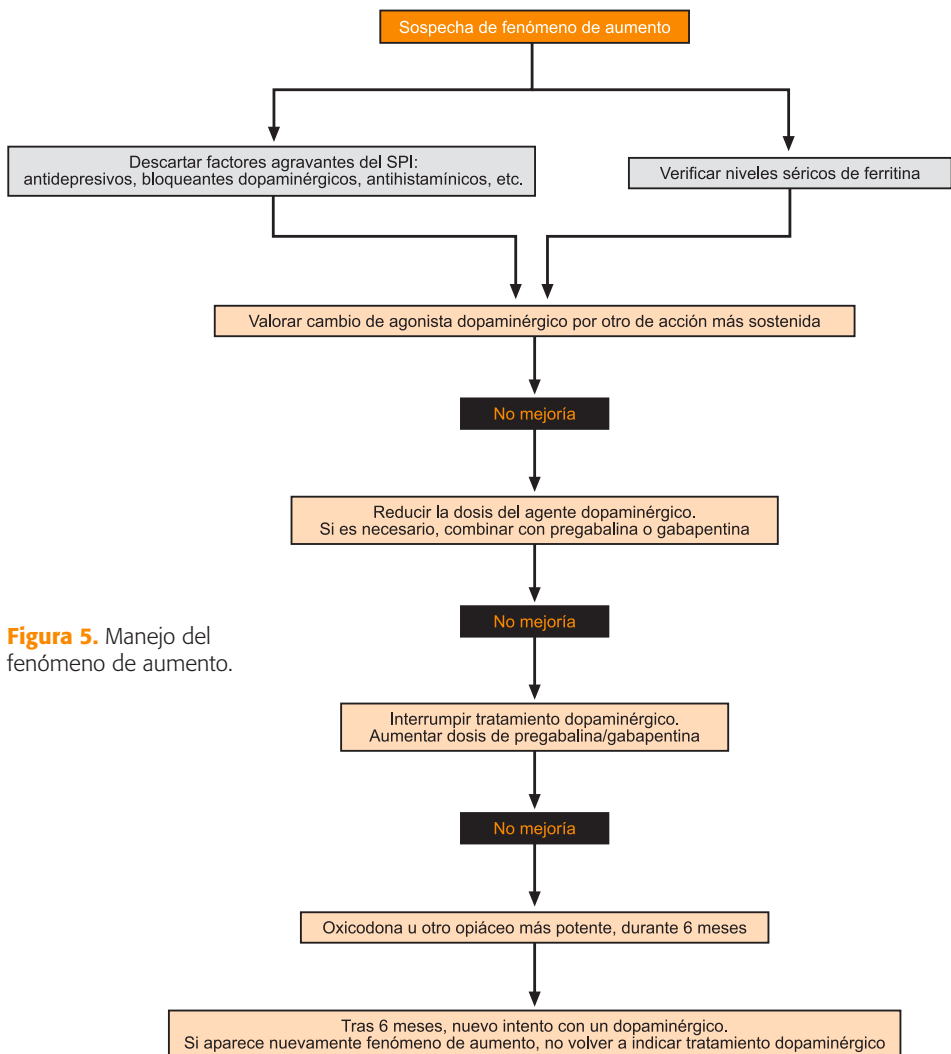 Sospecha de fenómeno de aumento
Descartar factores agravantes del SPI:
antidepresivos, bloqueantes dopaminérgicos, antihistamínicos, etc.
Verificar niveles séricos de ferritina
Valorar cambio de agonista dopaminérgico por otro de acción más sostenida
No mejoría
Reducir la dosis del agente dopaminérgico.
Si es necesario, combinar con pregabalina o gabapentina
No mejoría
Figura 5. Manejo del
fenómeno de aumento.
Interrumpir tratamiento dopaminérgico.
Aumentar dosis de pregabalina/gabapentina
No mejoría
Oxicodona u otro opiáceo más potente, durante 6 meses
Tras 6 meses, nuevo intento con un dopaminérgico.
Si aparece nuevamente fenómeno de aumento, no volver a indicar tratamiento dopaminérgico